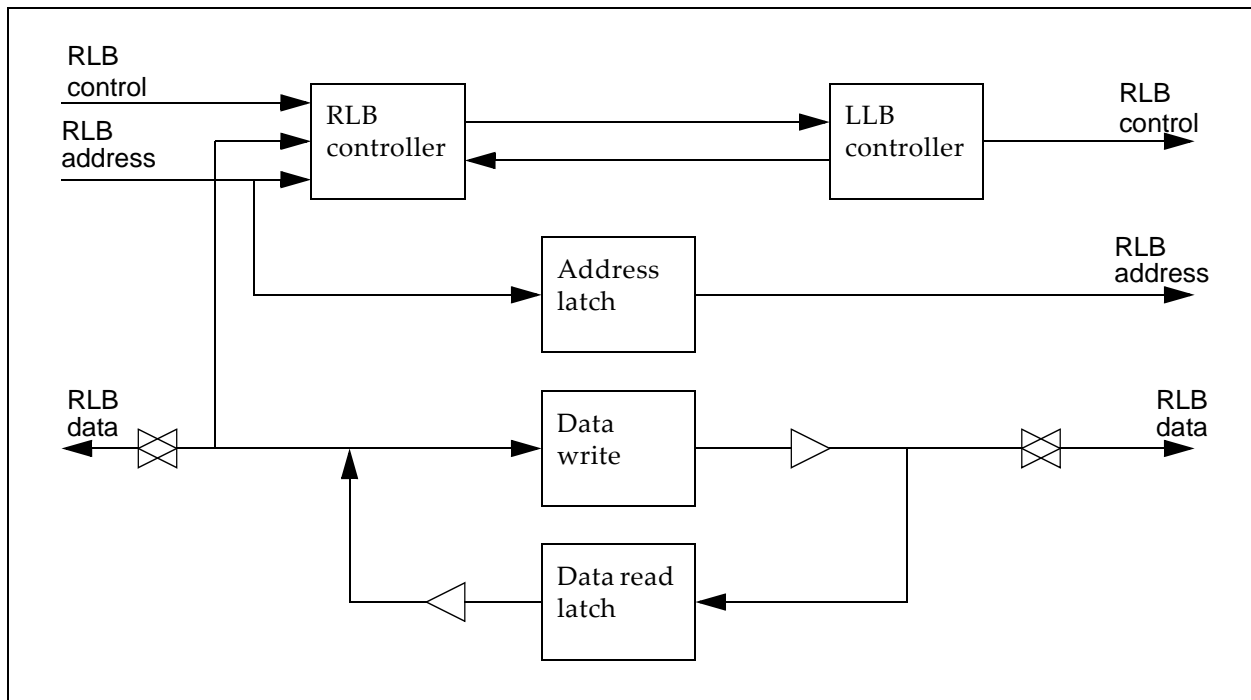 RLB
control
RLB
address
RLB
controller
LLB
controller
RLB
control
Address
latch
RLB
address
RLB
data
Data
write
RLB
data
Data read
latch